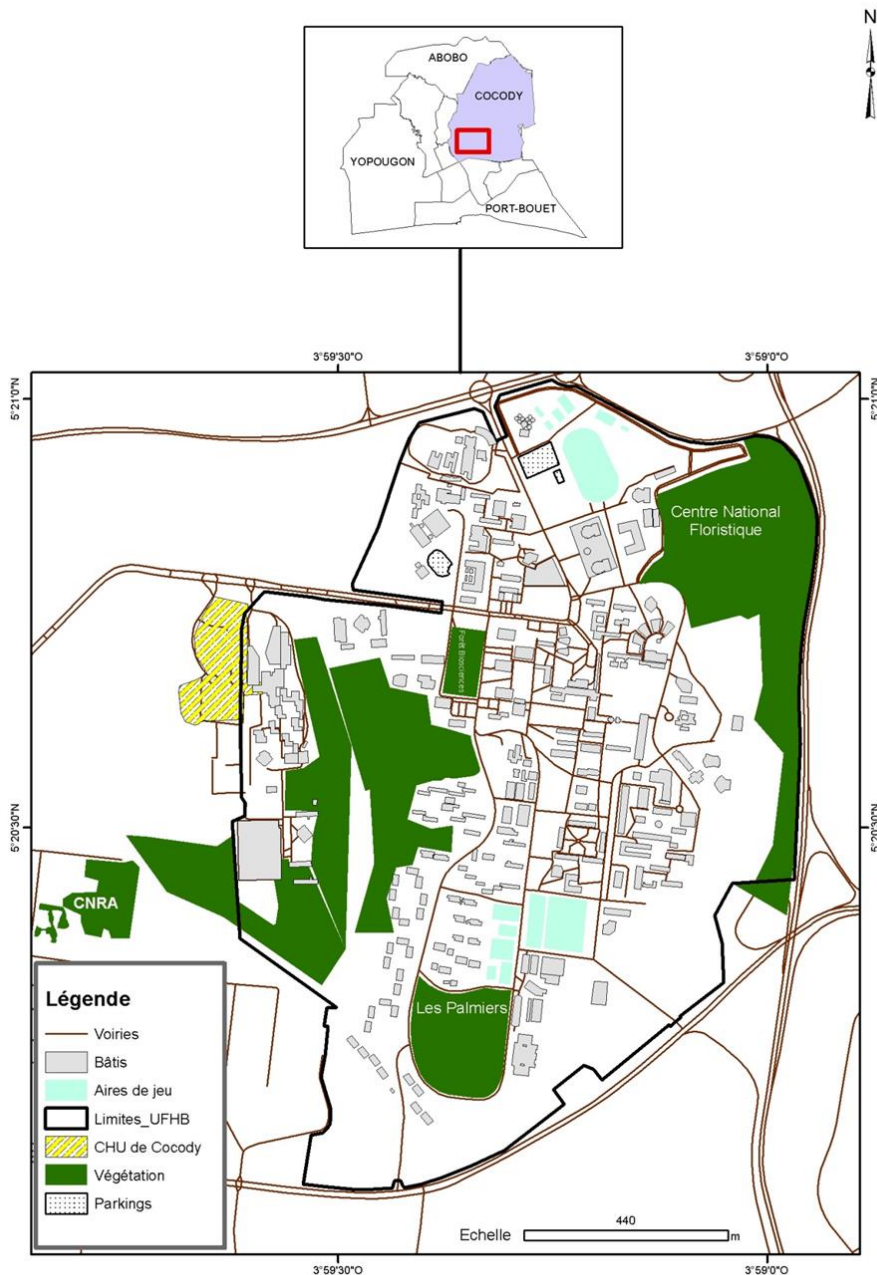 N
ABOBO
COCODY
YOPOUGON
PORT-BOUET
3°59'30"O
3°59'0"O
5°21'0"N
5°21'0"N
Centre National
Floristique
Forêt Biosciences
5°20'30"N
5°20'30"N
CNRA
Les Palmiers
Légende
Voiries
Bâtis
Aires de jeu
Limites_UFHB
CHU de Cocody
Végétation
Parkings
Echelle
440
m
3°59'30"O
3°59'0"O